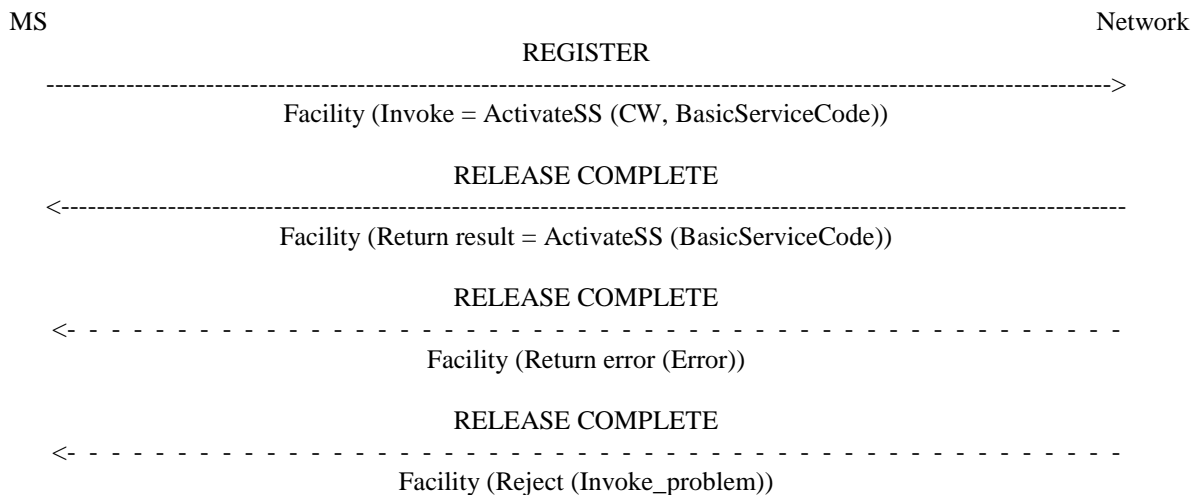 MS Network
REGISTER
------------------------------------------------------------------------------------------------------------------------>
Facility (Invoke = ActivateSS (CW, BasicServiceCode))
RELEASE COMPLETE
<------------------------------------------------------------------------------------------------------------------------
Facility (Return result = ActivateSS (BasicServiceCode))
RELEASE COMPLETE
<- - - - - - - - - - - - - - - - - - - - - - - - - - - - - - - - - - - - - - - - - - - - -
Facility (Return error (Error))
RELEASE COMPLETE
<- - - - - - - - - - - - - - - - - - - - - - - - - - - - - - - - - - - - - - - - - - - - -
Facility (Reject (Invoke_problem))